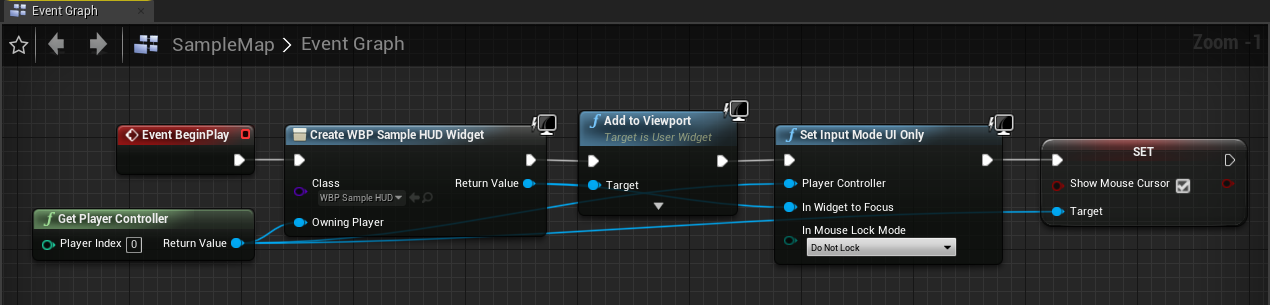 Event Graph
SampleMap > Event Graph
Zoom -1
Event BeginPlay
Create WBP Sample HUD Widget
Class
WBP Sample HUD
Return Value
Owning Player
Get Player Controller
Player Index 0
Return Value
Add to Viewport
Target is User Widget
Target
Set Input Mode UI Only
Player Controller
In Widget to Focus
In Mouse Lock Mode
Do Not Lock
SET
Show Mouse Cursor
Target